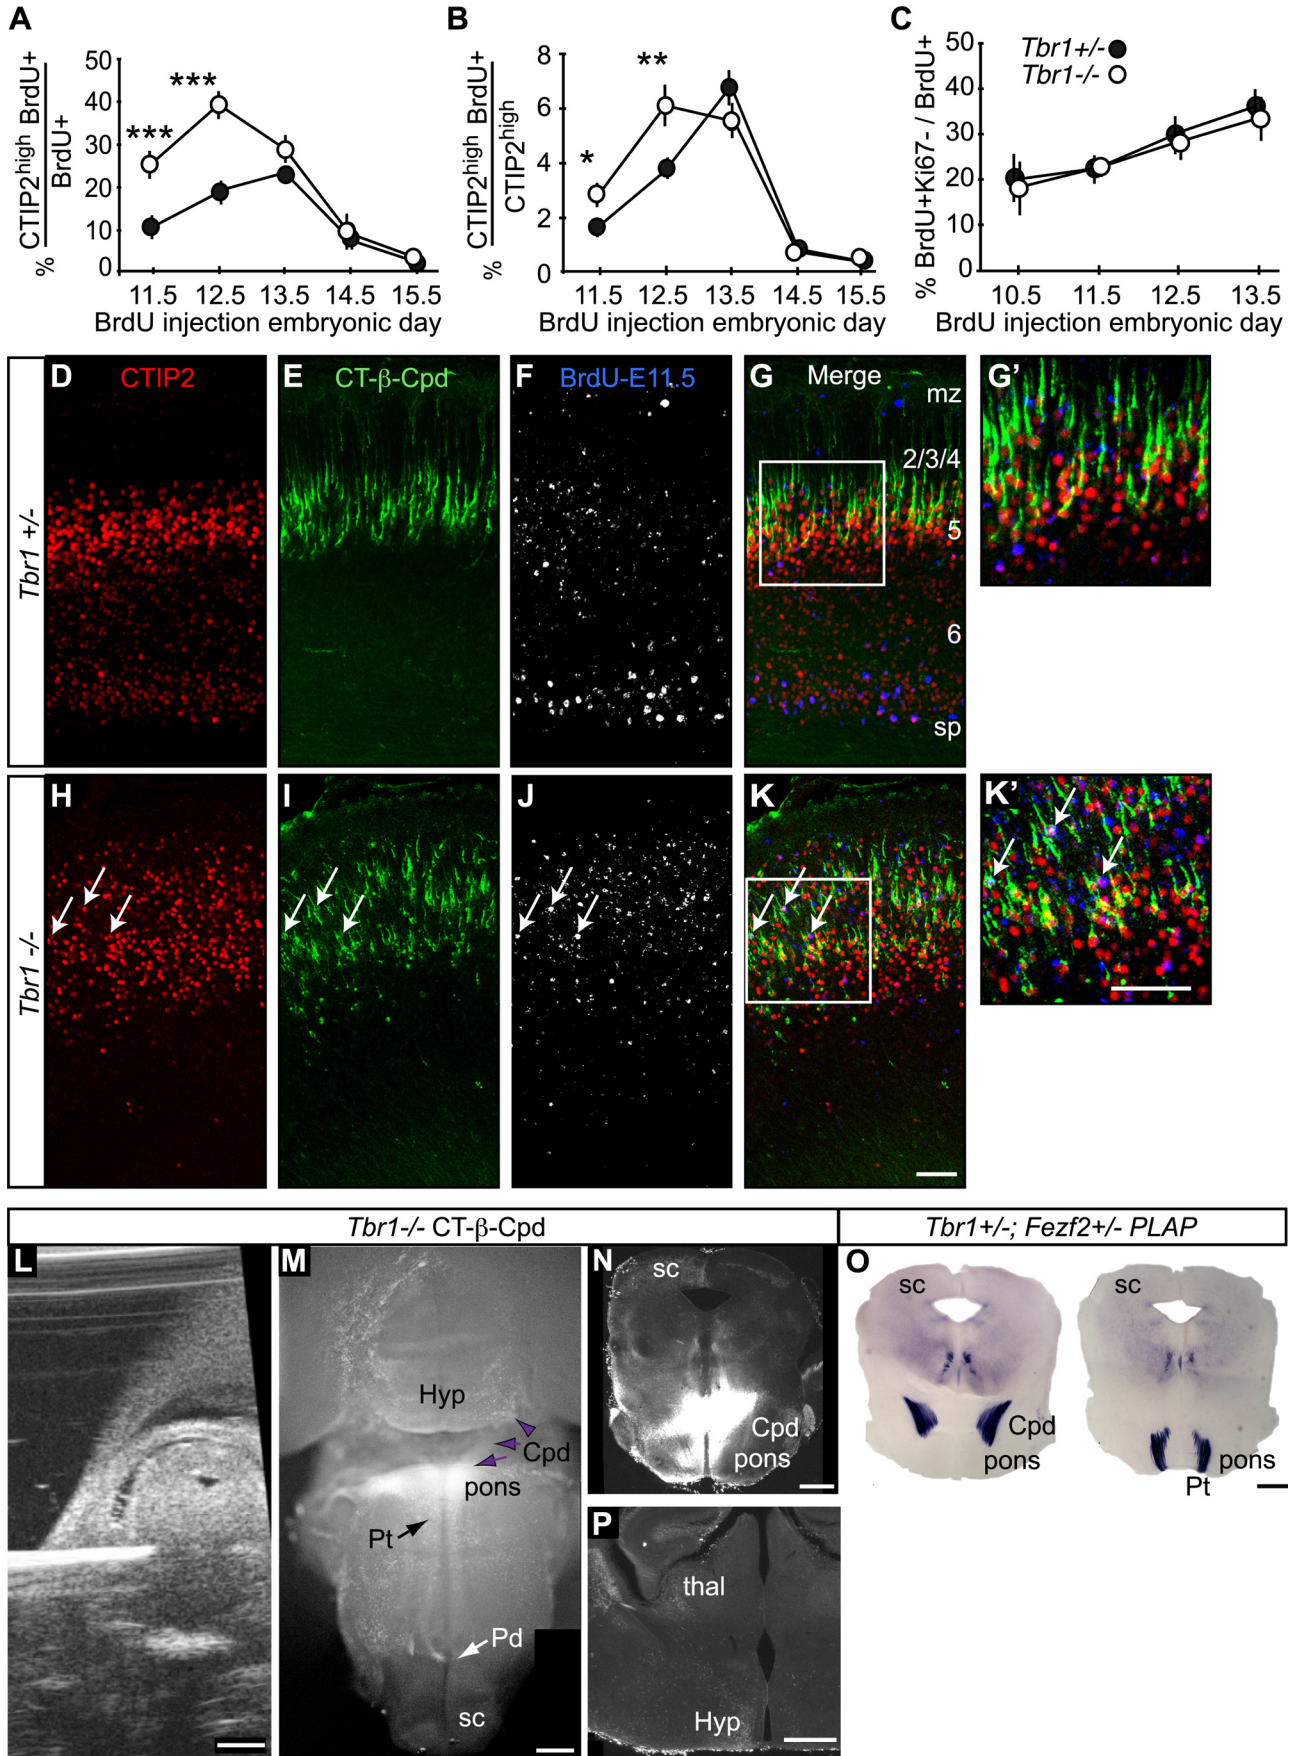 A
B
C
% CTIP2high BrdU+
BrdU+
50
40
30
20
10
0
***
***
11.5 12.5 13.5 14.5 15.5
BrdU injection embryonic day
% CTIP2high BrdU+
CTIP2high
8
6
4
2
0
*
**
11.5 12.5 13.5 14.5 15.5
BrdU injection embryonic day
% BrdU+Ki67- / BrdU+
50
40
30
20
10
0
Tbr1+/-
Tbr1-/-
10.5 11.5 12.5 13.5
BrdU injection embryonic day
Tbr1 +/-
D CTIP2
E CT-β-Cpd
F BrdU-E11.5
G Merge
mz
2/3/4
5
6
sp
G'
Tbr1 -/-
H
I
J
K
K'
Tbr1-/- CT-β-Cpd
Tbr1+/-; Fezf2+/- PLAP
L
M
Hyp
Cpd
pons
Pt
Pd
sc
N
sc
Cpd
pons
O
sc
Cpd
pons
sc
pons
Pt
P
thal
Hyp